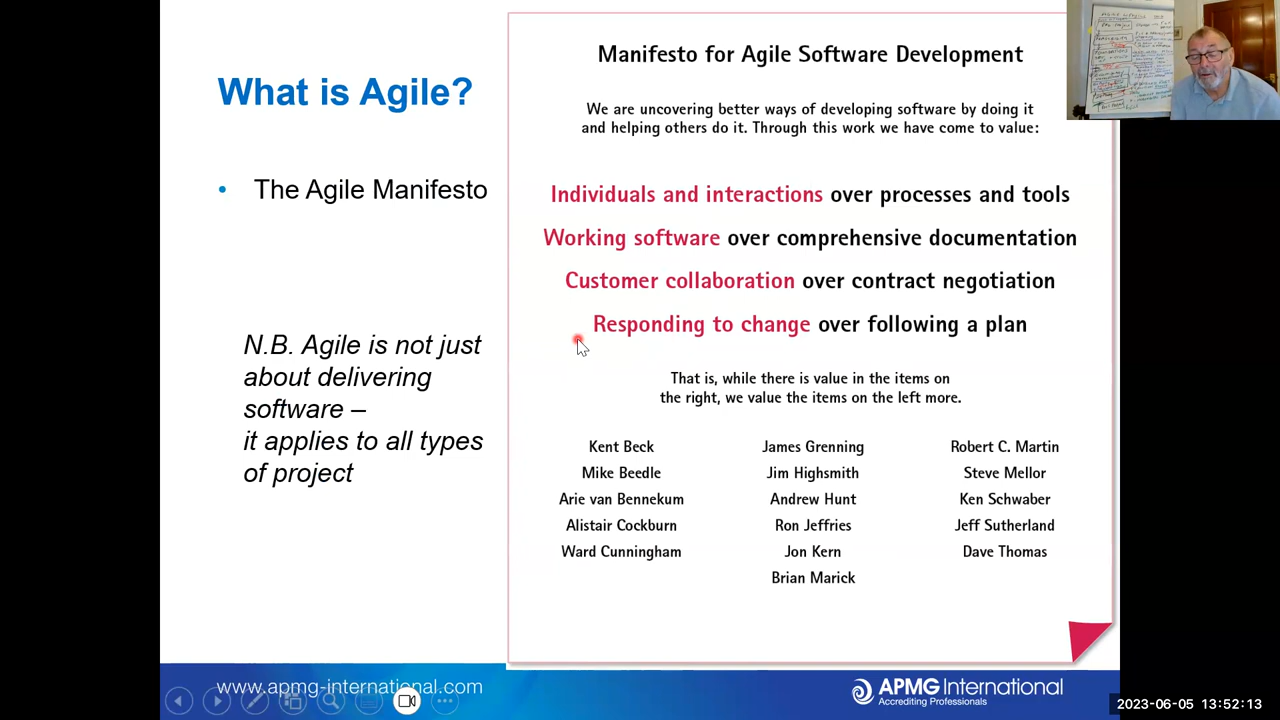 What is Agile?
• The Agile Manifesto
N.B. Agile is not just
about delivering
software –
it applies to all types
of project
Manifesto for Agile Software Development
We are uncovering better ways of developing software by doing it
and helping others do it. Through this work we have come to value:
Individuals and interactions over processes and tools
Working software over comprehensive documentation
Customer collaboration over contract negotiation
Responding to change over following a plan
That is, while there is value in the items on
the right, we value the items on the left more.
Kent Beck James Grenning Robert C. Martin
Mike Beedle Jim Highsmith Steve Mellor
Arie van Bennekum Andrew Hunt Ken Schwaber
Alistair Cockburn Ron Jeffries Jeff Sutherland
Ward Cunningham Jon Kern Dave Thomas
Brian Marick
www.apmg-international.com
APMG International
Accrediting Professionals
2023-06-05 13:52:13